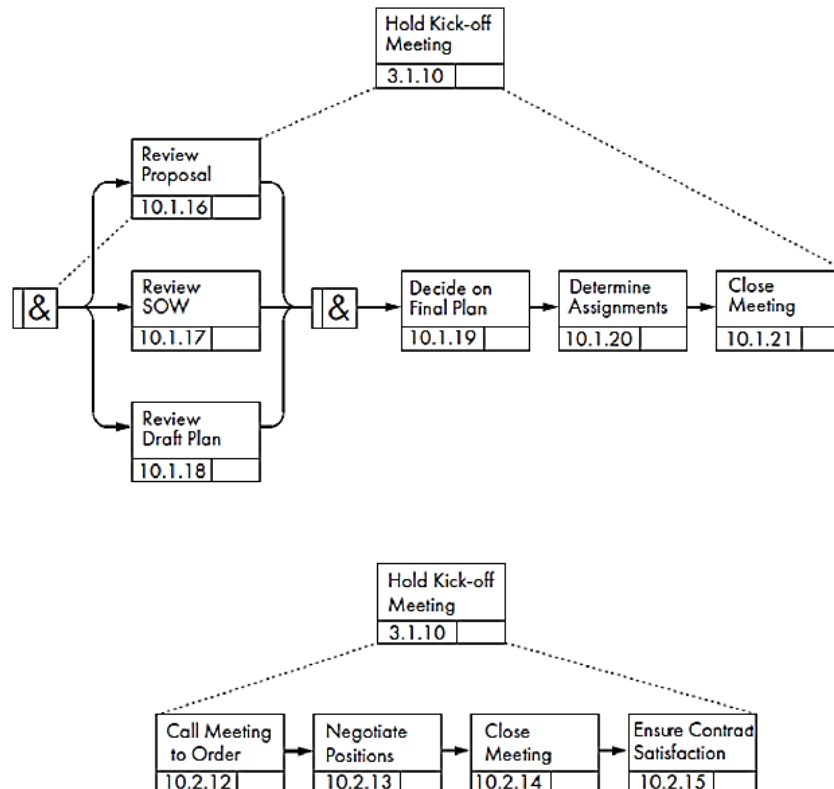 Hold Kick-off
Meeting
3.1.10
Review
Proposal
10.1.16
&
Review
SOW
10.1.17
&
Decide on
Final Plan
10.1.19
Determine
Assignments
10.1.20
Close
Meeting
10.1.21
Review
Draft Plan
10.1.18
Hold Kick-off
Meeting
3.1.10
Call Meeting
to Order
10.2.12
Negotiate
Positions
10.2.13
Close
Meeting
10.2.14
Ensure Contract
Satisfaction
10.2.15